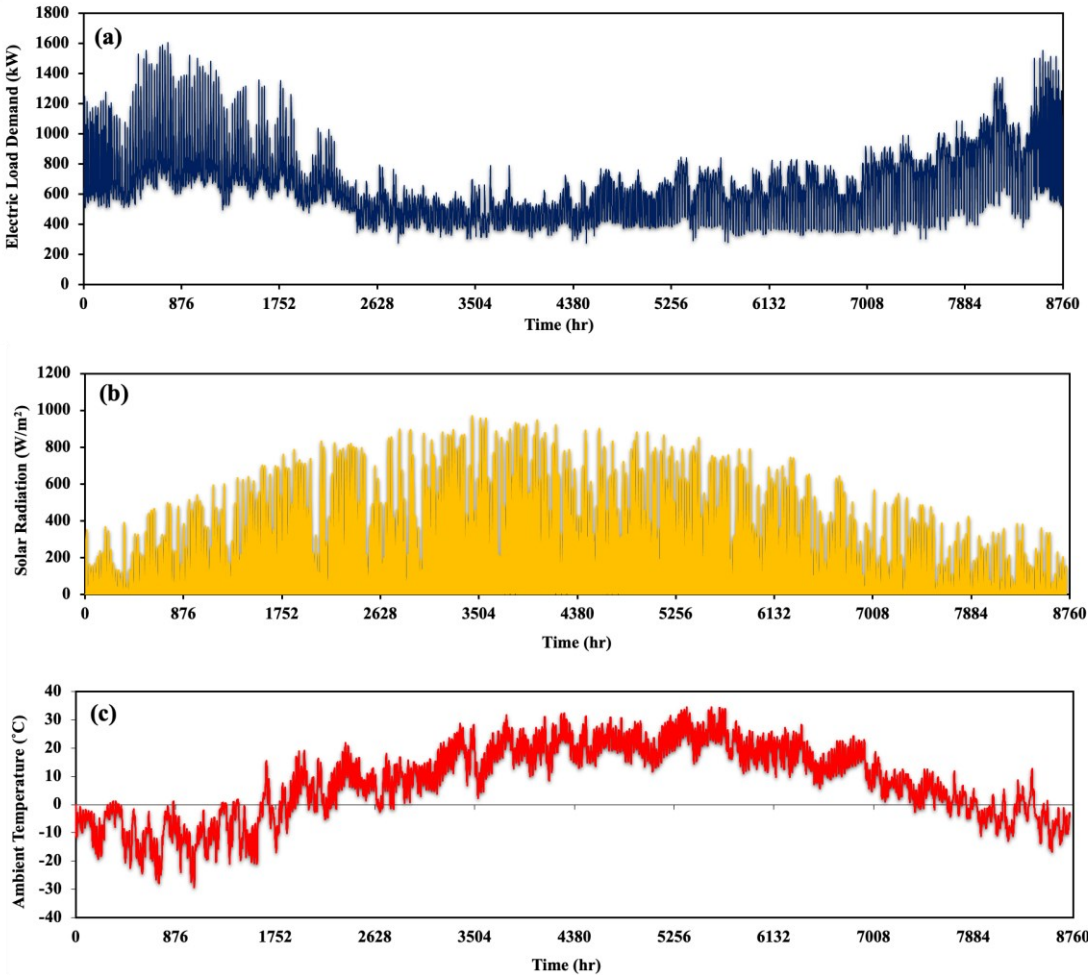 (a)
Electric Load Demand (kW)
1800
1600
1400
1200
1000
800
600
400
200
0
0 876 1752 2628 3504 4380 5256 6132 7008 7884 8760
Time (hr)
(b)
Solar Radiation (W/m²)
1200
1000
800
600
400
200
0
0 876 1752 2628 3504 4380 5256 6132 7008 7884 8760
Time (hr)
(c)
Ambient Temperature (˚C)
40
30
20
10
0
-10
-20
-30
-40
0 876 1752 2628 3504 4380 5256 6132 7008 7884 8760
Time (hr)